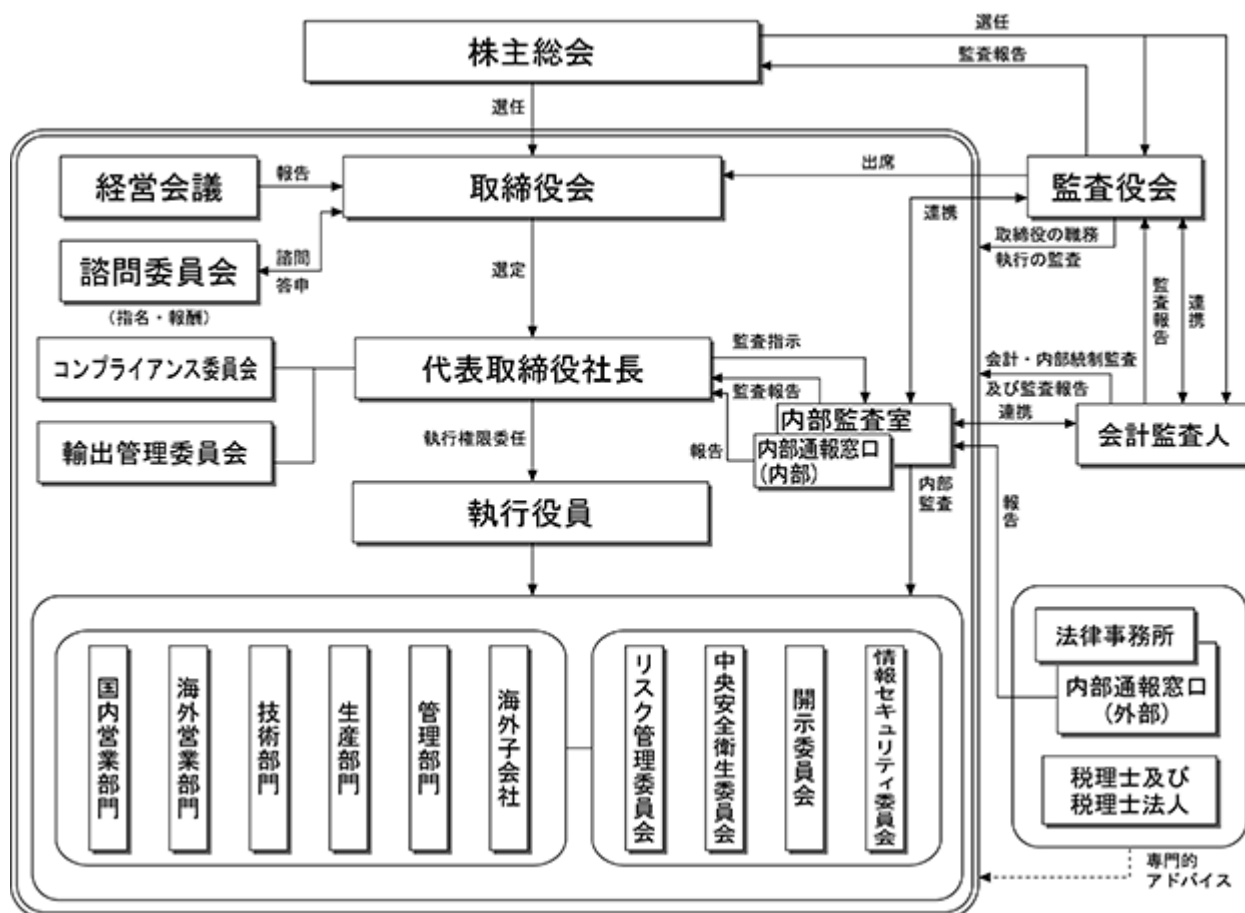 株主総会
選任
監査報告
選任
経営会議
報告
取締役会
出席
監査役会
連携
取締役の職務
執行の監査
諮問委員会
(指名・報酬)
諮問
答申
選定
監査報告
連携
コンプライアンス委員会
代表取締役社長
監査指示
監査報告
会計・内部統制監査
及び監査報告
連携
内部監査室
会計監査人
輸出管理委員会
執行権限委任
報告
内部通報窓口
(内部)
内部
監査
報告
執行役員
国内営業部門
海外営業部門
技術部門
生産部門
管理部門
海外子会社
リスク管理委員会
中央安全衛生委員会
開示委員会
情報セキュリティ委員会
法律事務所
内部通報窓口
(外部)
税理士及び
税理士法人
専門的
アドバイス